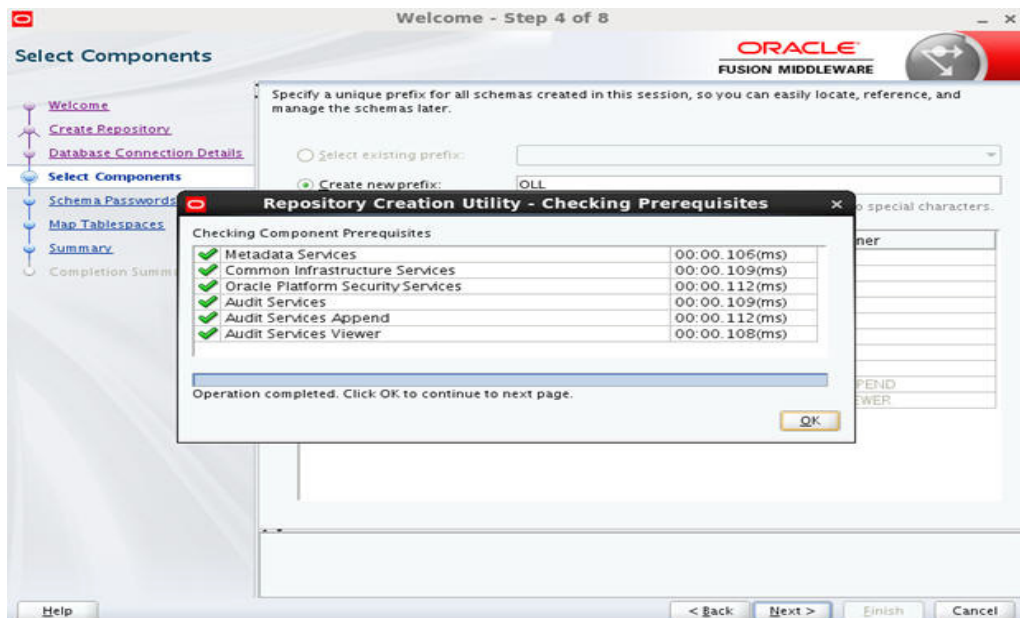 Welcome - Step 4 of 8
Select Components
ORACLE
FUSION MIDDLEWARE
Welcome
Create Repository
Database Connection Details
Select Components
Schema Passwords
Map Tablespaces
Summary
Completion Summ
Specify a unique prefix for all schemas created in this session, so you can easily locate, reference, and
manage the schemas later.
Select existing prefix:
Create new prefix: OLL
o special characters.
ner
PEND
EWER
Repository Creation Utility - Checking Prerequisites
Checking Component Prerequisites
Metadata Services 00:00.106(ms)
Common Infrastructure Services 00:00.109(ms)
Oracle Platform Security Services 00:00.112(ms)
Audit Services 00:00.109(ms)
Audit Services Append 00:00.112(ms)
Audit Services Viewer 00:00.108(ms)
Operation completed. Click OK to continue to next page.
OK
Help
< Back
Next >
Finish
Cancel